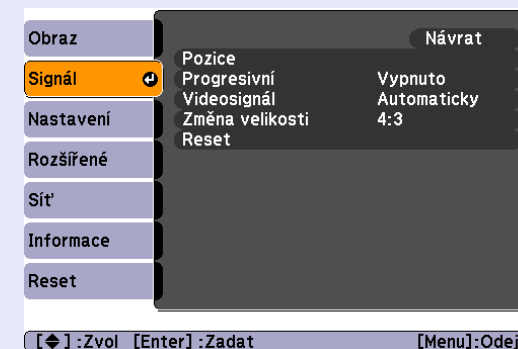 Obraz
Signál
Nastavení
Rozšířené
Síť
Informace
Reset
Návrat
Pozice
Progresivní Vypnuto
Videosignál Automaticky
Změna velikosti 4:3
Reset
[◆] :Zvol [Enter] :Zadat [Menu]:Odej